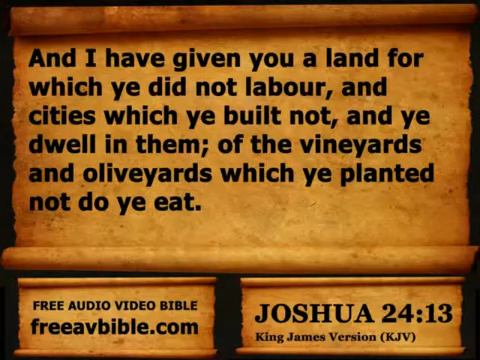 And I have given you a land for
which ye did not labour, and
cities which ye built not, and ye
dwell in them; of the vineyards
and oliveyards which ye planted
not do ye eat.
FREE AUDIO VIDEO BIBLE
freeavbible.com
JOSHUA 24:13
King James Version (KJV)